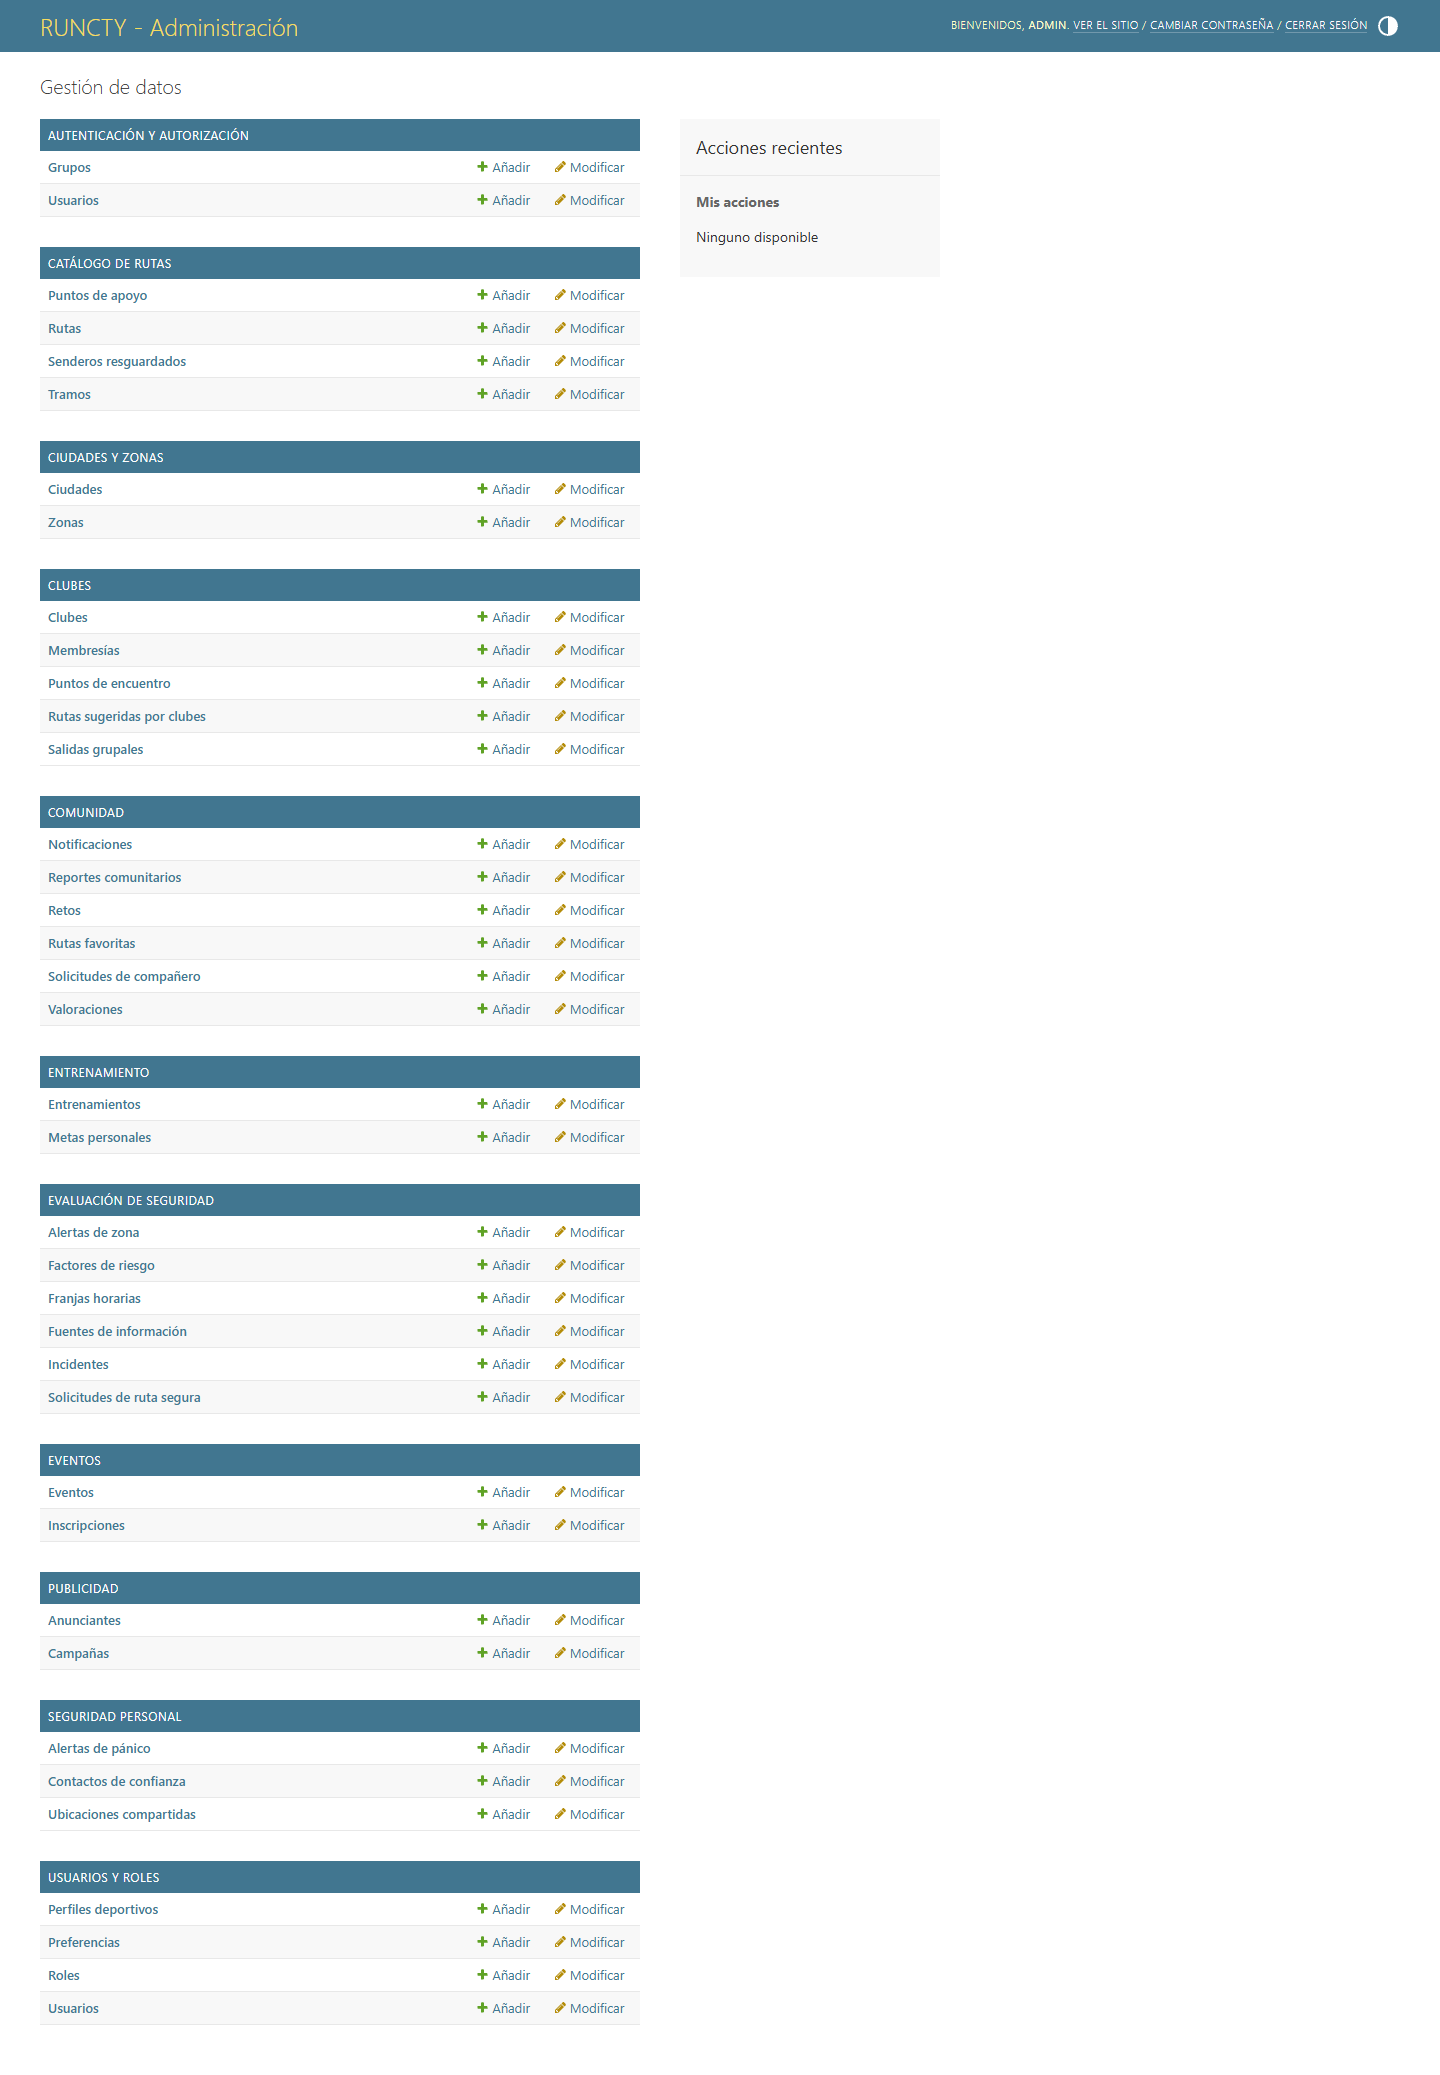 RUNCTY - Administración
BIENVENIDOS, ADMIN. VER EL SITIO / CAMBIAR CONTRASEÑA / CERRAR SESIÓN
Gestión de datos
AUTENTICACIÓN Y AUTORIZACIÓN
Grupos Añadir Modificar
Usuarios Añadir Modificar
CATÁLOGO DE RUTAS
Puntos de apoyo Añadir Modificar
Rutas Añadir Modificar
Senderos resguardados Añadir Modificar
Tramos Añadir Modificar
CIUDADES Y ZONAS
Ciudades Añadir Modificar
Zonas Añadir Modificar
CLUBES
Clubes Añadir Modificar
Membresías Añadir Modificar
Puntos de encuentro Añadir Modificar
Rutas sugeridas por clubes Añadir Modificar
Salidas grupales Añadir Modificar
COMUNIDAD
Notificaciones Añadir Modificar
Reportes comunitarios Añadir Modificar
Retos Añadir Modificar
Rutas favoritas Añadir Modificar
Solicitudes de compañero Añadir Modificar
Valoraciones Añadir Modificar
ENTRENAMIENTO
Entrenamientos Añadir Modificar
Metas personales Añadir Modificar
EVALUACIÓN DE SEGURIDAD
Alertas de zona Añadir Modificar
Factores de riesgo Añadir Modificar
Franjas horarias Añadir Modificar
Fuentes de información Añadir Modificar
Incidentes Añadir Modificar
Solicitudes de ruta segura Añadir Modificar
EVENTOS
Eventos Añadir Modificar
Inscripciones Añadir Modificar
PUBLICIDAD
Anunciantes Añadir Modificar
Campañas Añadir Modificar
SEGURIDAD PERSONAL
Alertas de pánico Añadir Modificar
Contactos de confianza Añadir Modificar
Ubicaciones compartidas Añadir Modificar
USUARIOS Y ROLES
Perfiles deportivos Añadir Modificar
Preferencias Añadir Modificar
Roles Añadir Modificar
Usuarios Añadir Modificar
Acciones recientes
Mis acciones
Ninguno disponible